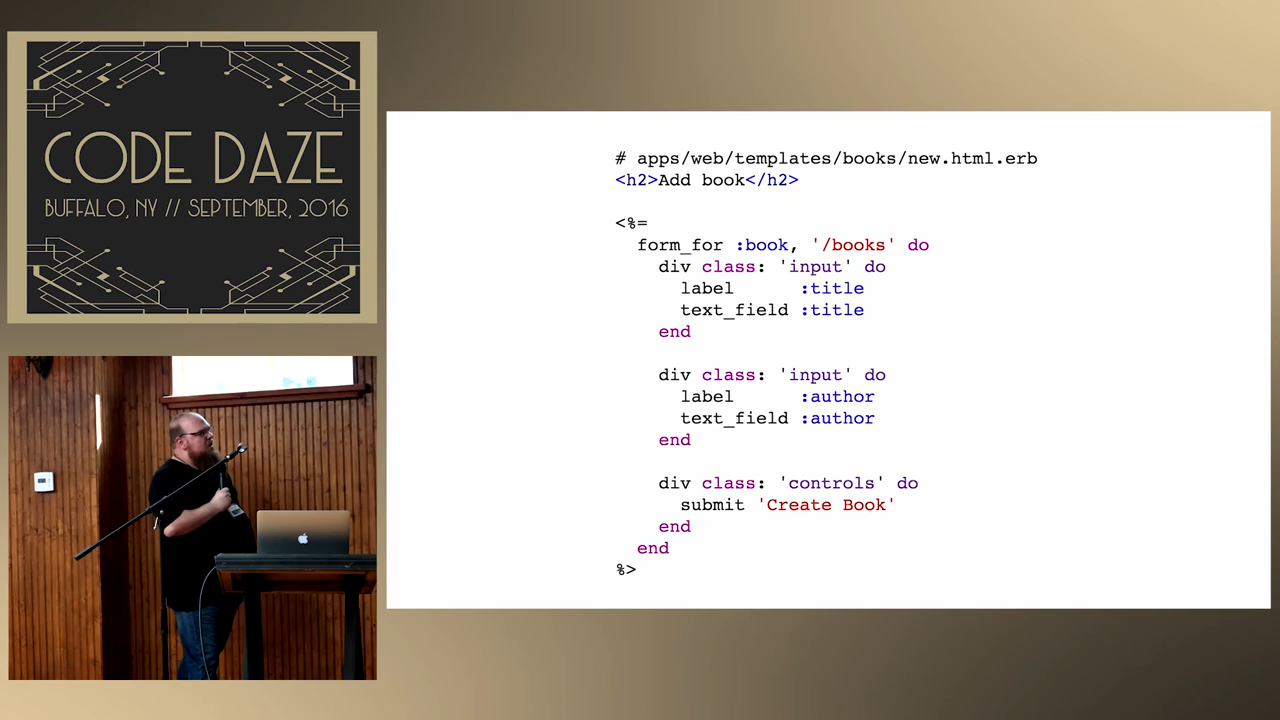 CODE DAZE
BUFFALO, NY // SEPTEMBER, 2016
# apps/web/templates/books/new.html.erb
<h2>Add book</h2>
<%=
  form_for :book, '/books' do
    div class: 'input' do
      label      :title
      text_field :title
    end
    div class: 'input' do
      label      :author
      text_field :author
    end
    div class: 'controls' do
      submit 'Create Book'
    end
  end
%>